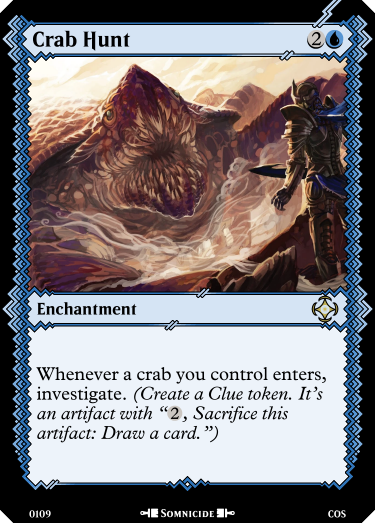 Crab Hunt 2
Enchantment
Whenever a crab you control enters,
investigate. (Create a Clue token. It's
an artifact with “2, Sacrifice this
artifact: Draw a card.”)
0109 Somnicide COS